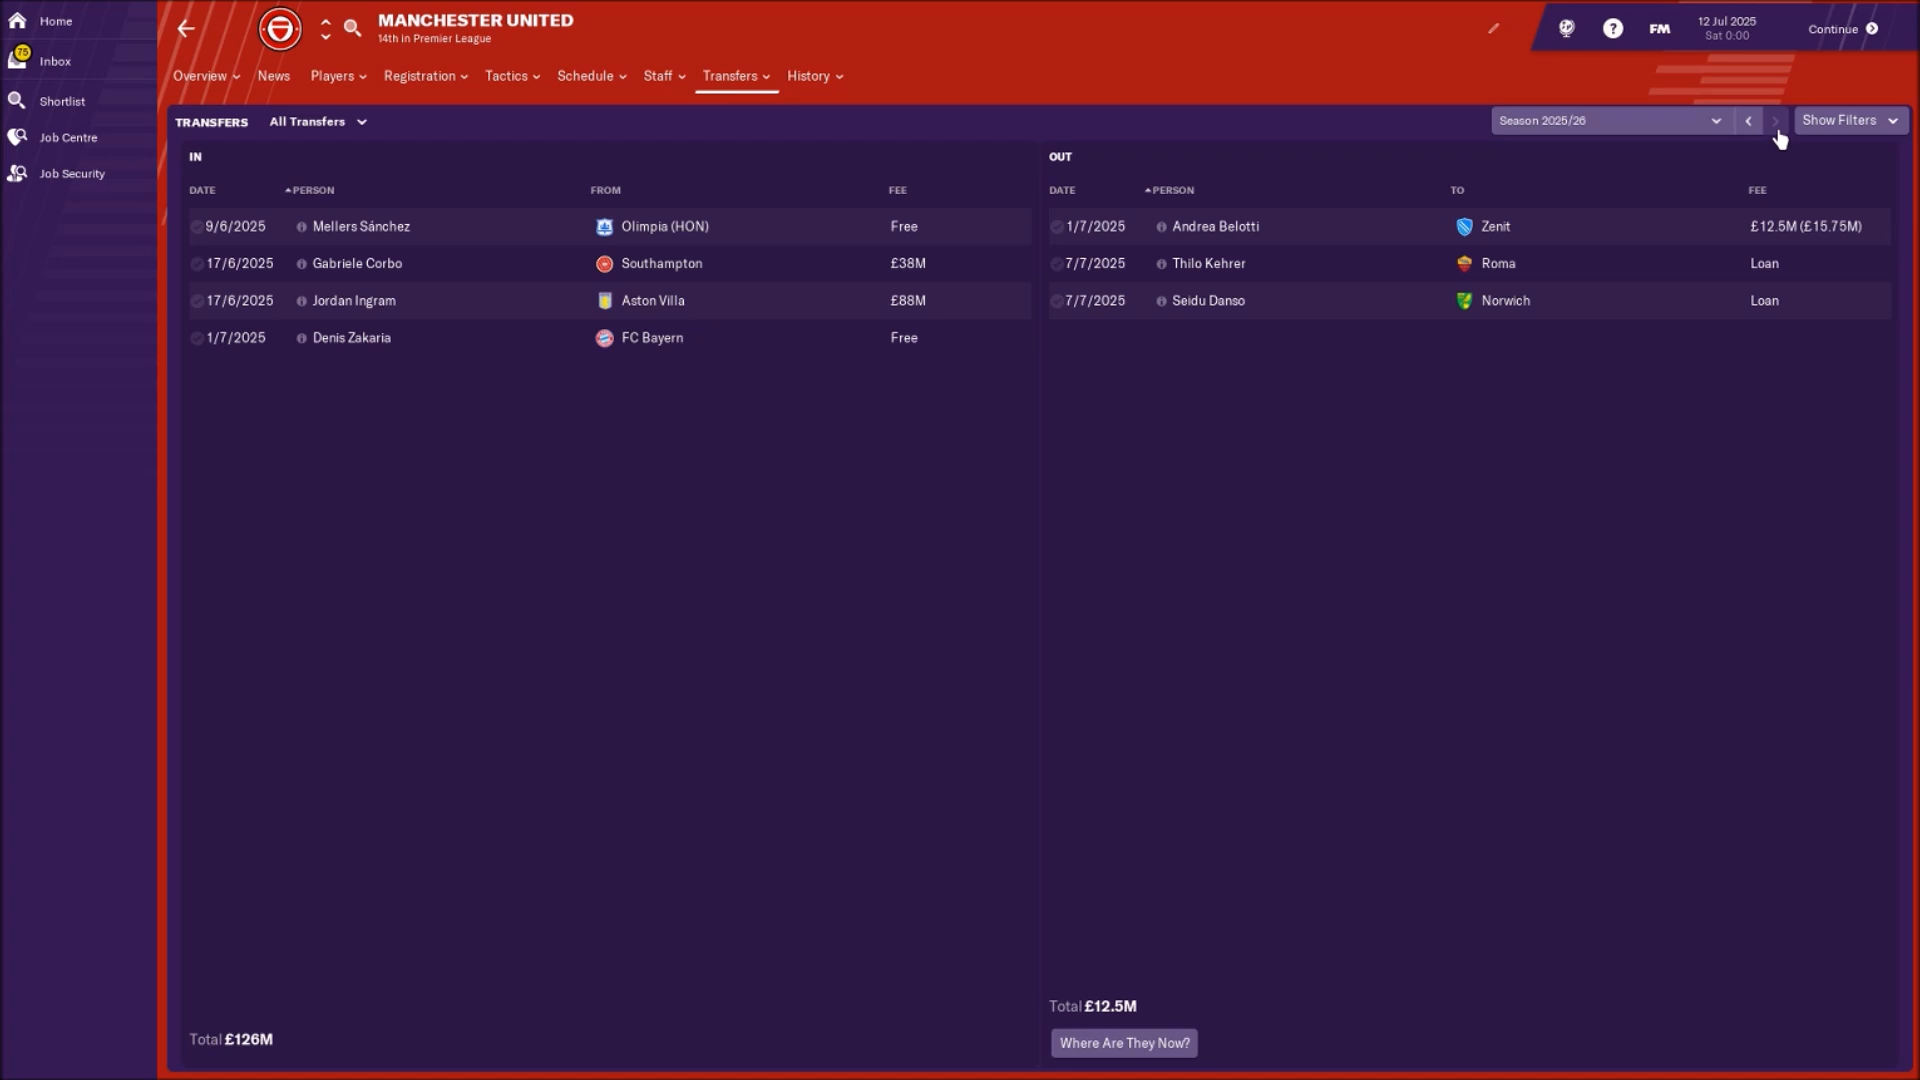 Home
75
Inbox
Shortlist
Job Centre
Job Security
MANCHESTER UNITED
14th in Premier League
FM
12 Jul 2025
Sat 0:00
Continue
Overview News Players Registration Tactics Schedule Staff Transfers History
TRANSFERS All Transfers
Season 2025/26
Show Filters
IN
DATE PERSON FROM FEE
9/6/2025 Mellers Sánchez Olimpia (HON) Free
17/6/2025 Gabriele Corbo Southampton £38M
17/6/2025 Jordan Ingram Aston Villa £88M
1/7/2025 Denis Zakaria FC Bayern Free
Total £126M
OUT
DATE PERSON TO FEE
1/7/2025 Andrea Belotti Zenit £12.5M (£15.75M)
7/7/2025 Thilo Kehrer Roma Loan
7/7/2025 Seidu Danso Norwich Loan
Total £12.5M
Where Are They Now?